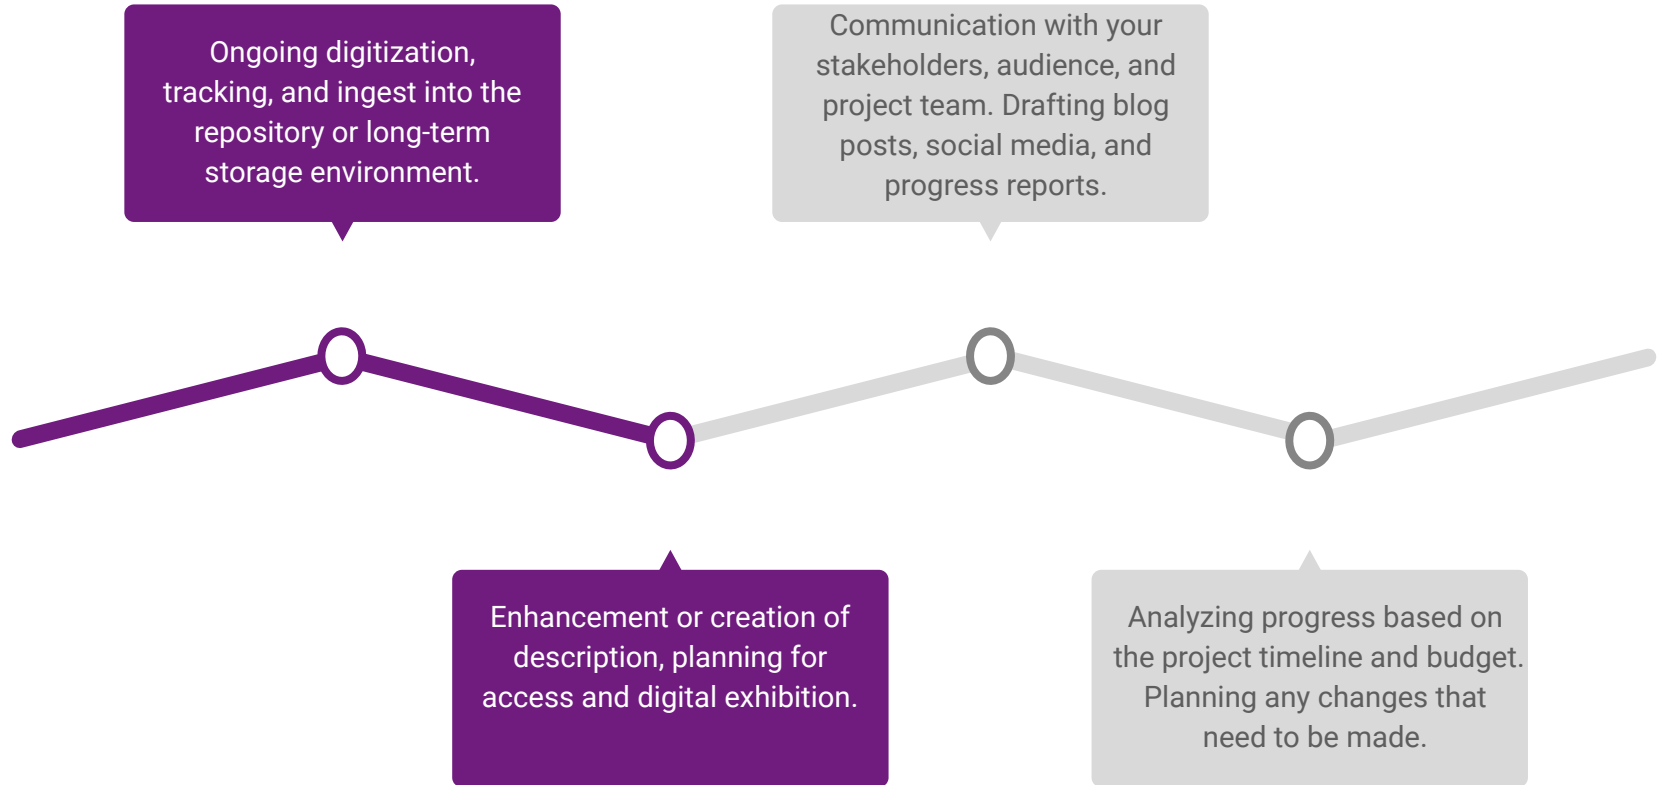 Ongoing digitization,
tracking, and ingest into the
repository or long-term
storage environment.
Communication with your
stakeholders, audience, and
project team. Drafting blog
posts, social media, and
progress reports.
Enhancement or creation of
description, planning for
access and digital exhibition.
Analyzing progress based on
the project timeline and budget.
Planning any changes that
need to be made.